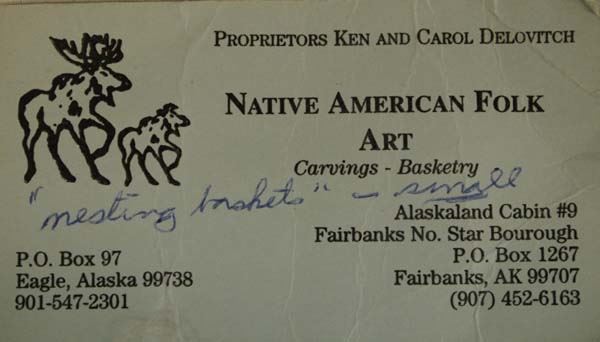 PROPRIETORS KEN AND CAROL DELOVITCH
NATIVE AMERICAN FOLK
ART
Carvings - Basketry
"nesting baskets" - small
Alaskaland Cabin #9
Fairbanks No. Star Bourough
P.O. Box 1267
Fairbanks, AK 99707
(907) 452-6163
P.O. Box 97
Eagle, Alaska 99738
901-547-2301